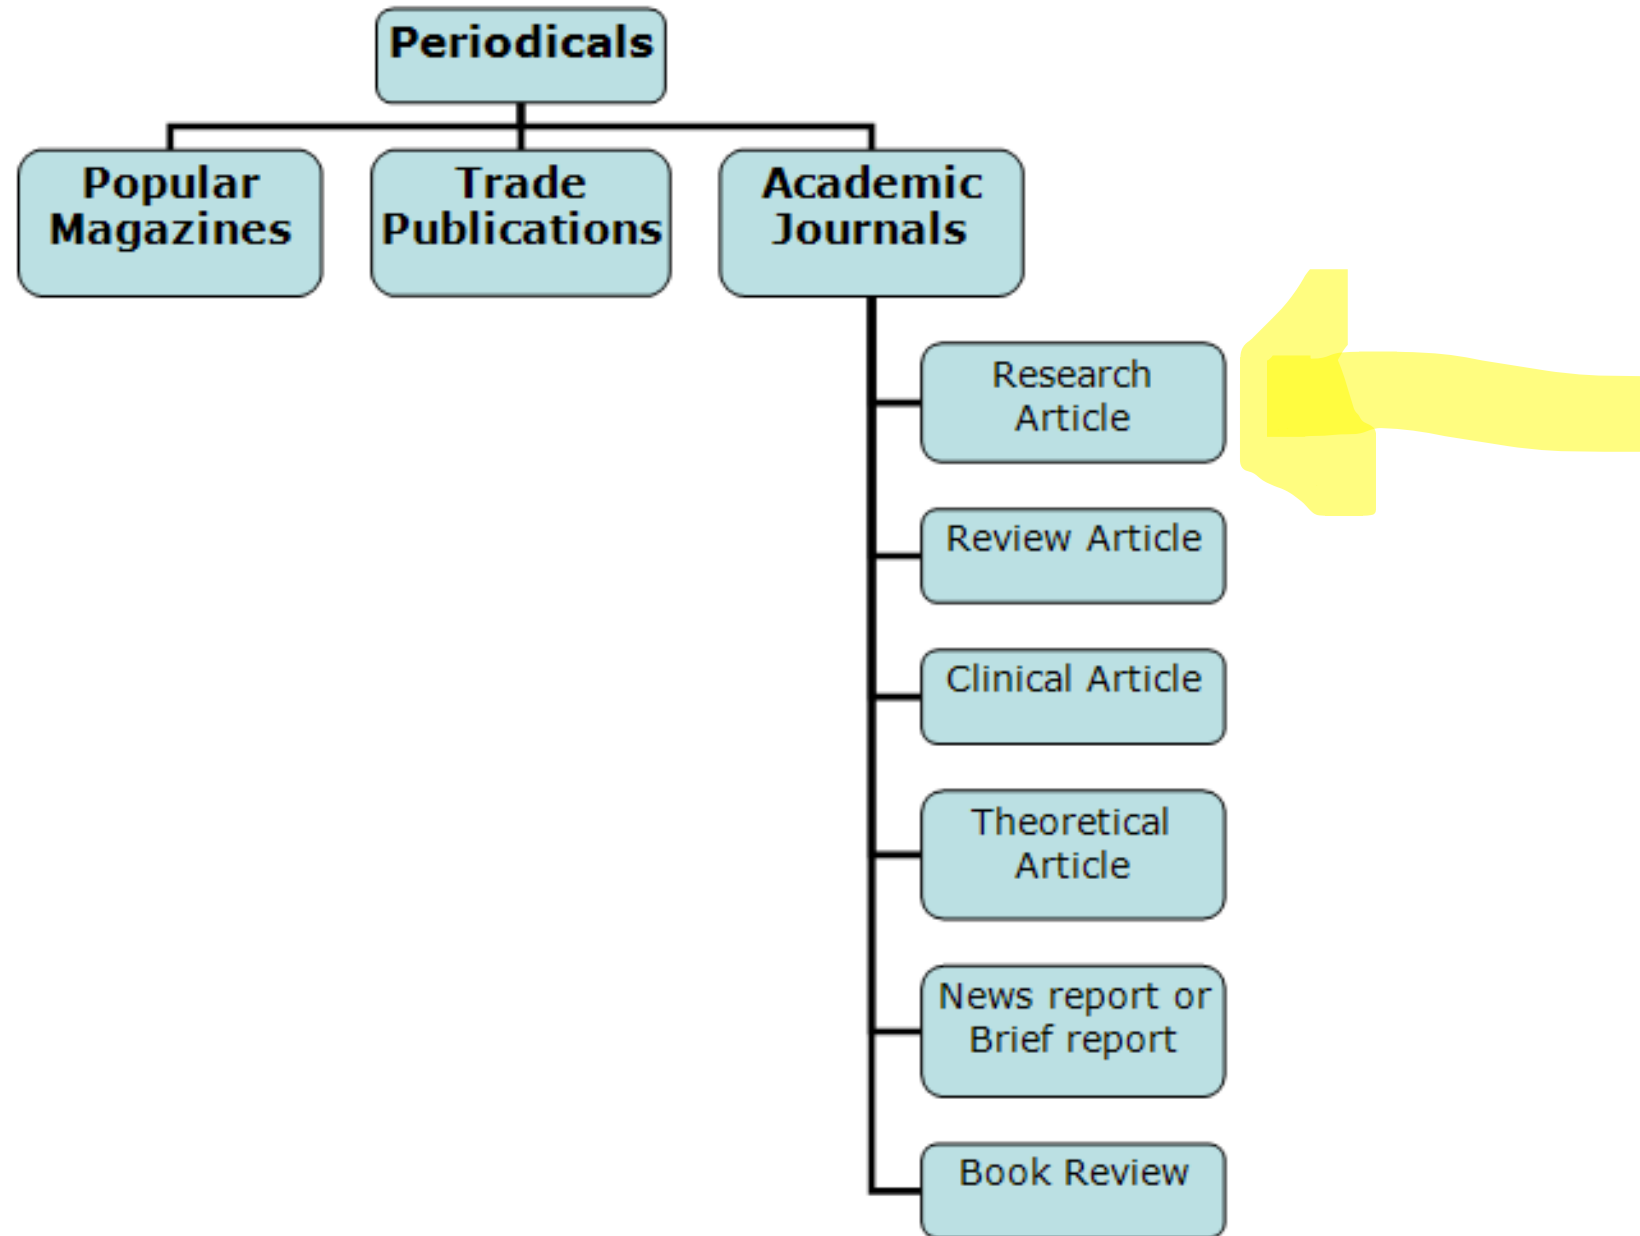 Periodicals
Popular
Magazines
Trade
Publications
Academic
Journals
Research
Article
Review Article
Clinical Article
Theoretical
Article
News report or
Brief report
Book Review